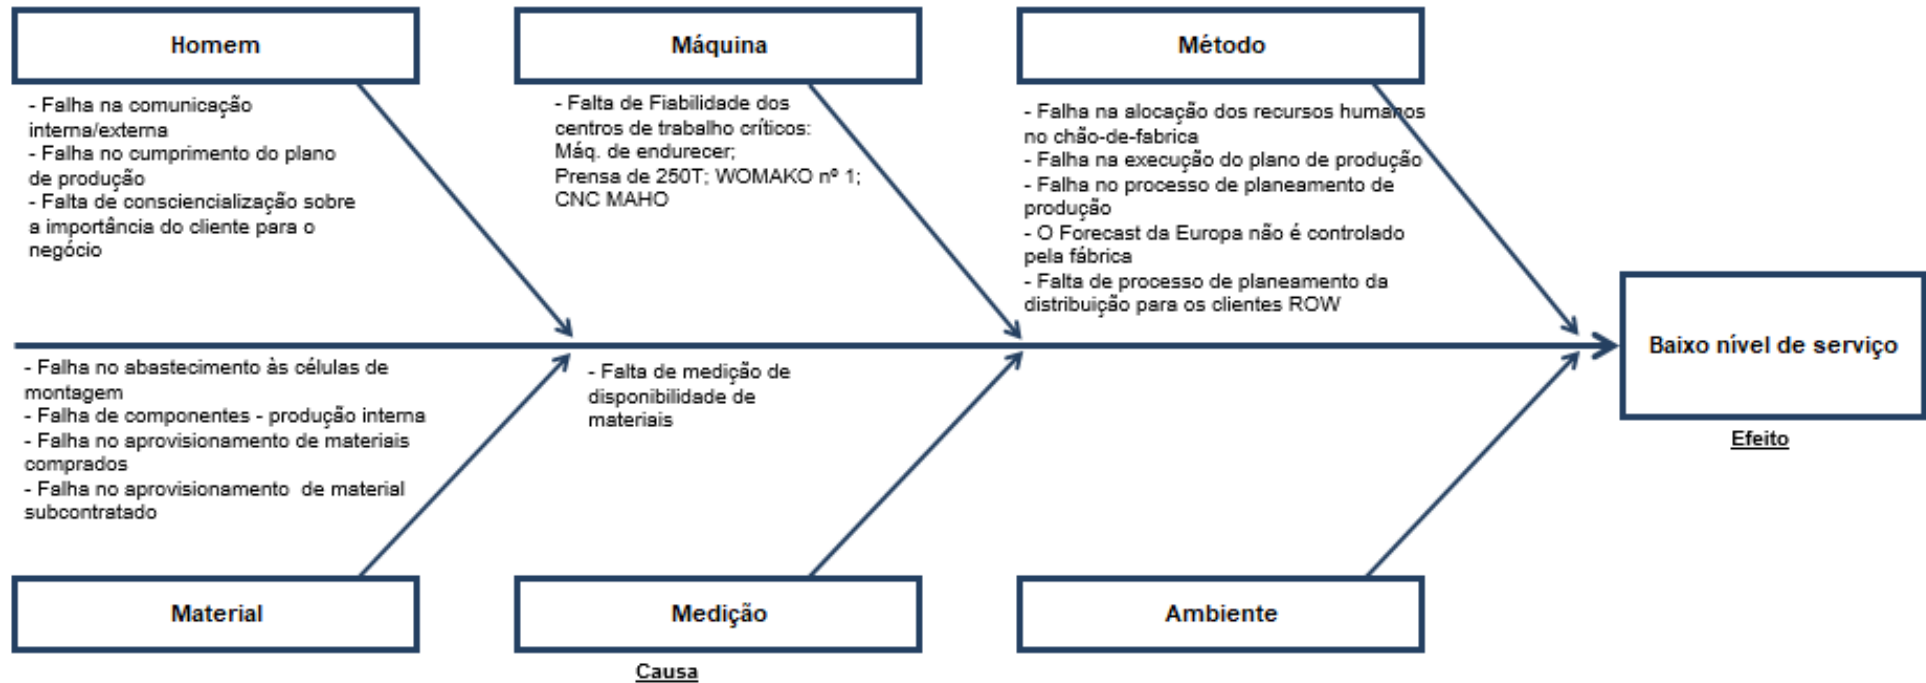 Homem
Máquina
Método
- Falha na comunicação
interna/externa
- Falha no cumprimento do plano
de produção
- Falta de consciencialização sobre
a importância do cliente para o
negócio
- Falta de Fiabilidade dos
centros de trabalho críticos:
Máq. de endurecer;
Prensa de 250T; WOMAKO nº 1;
CNC MAHO
- Falha na alocação dos recursos humanos
no chão-de-fabrica
- Falha na execução do plano de produção
- Falha no processo de planeamento de
produção
- O Forecast da Europa não é controlado
pela fábrica
- Falta de processo de planeamento da
distribuição para os clientes ROW
Baixo nível de serviço
Efeito
- Falha no abastecimento às células de
montagem
- Falha de componentes - produção interna
- Falha no aprovisionamento de materiais
comprados
- Falha no aprovisionamento de material
subcontratado
- Falta de medição de
disponibilidade de
materiais
Material
Medição
Ambiente
Causa